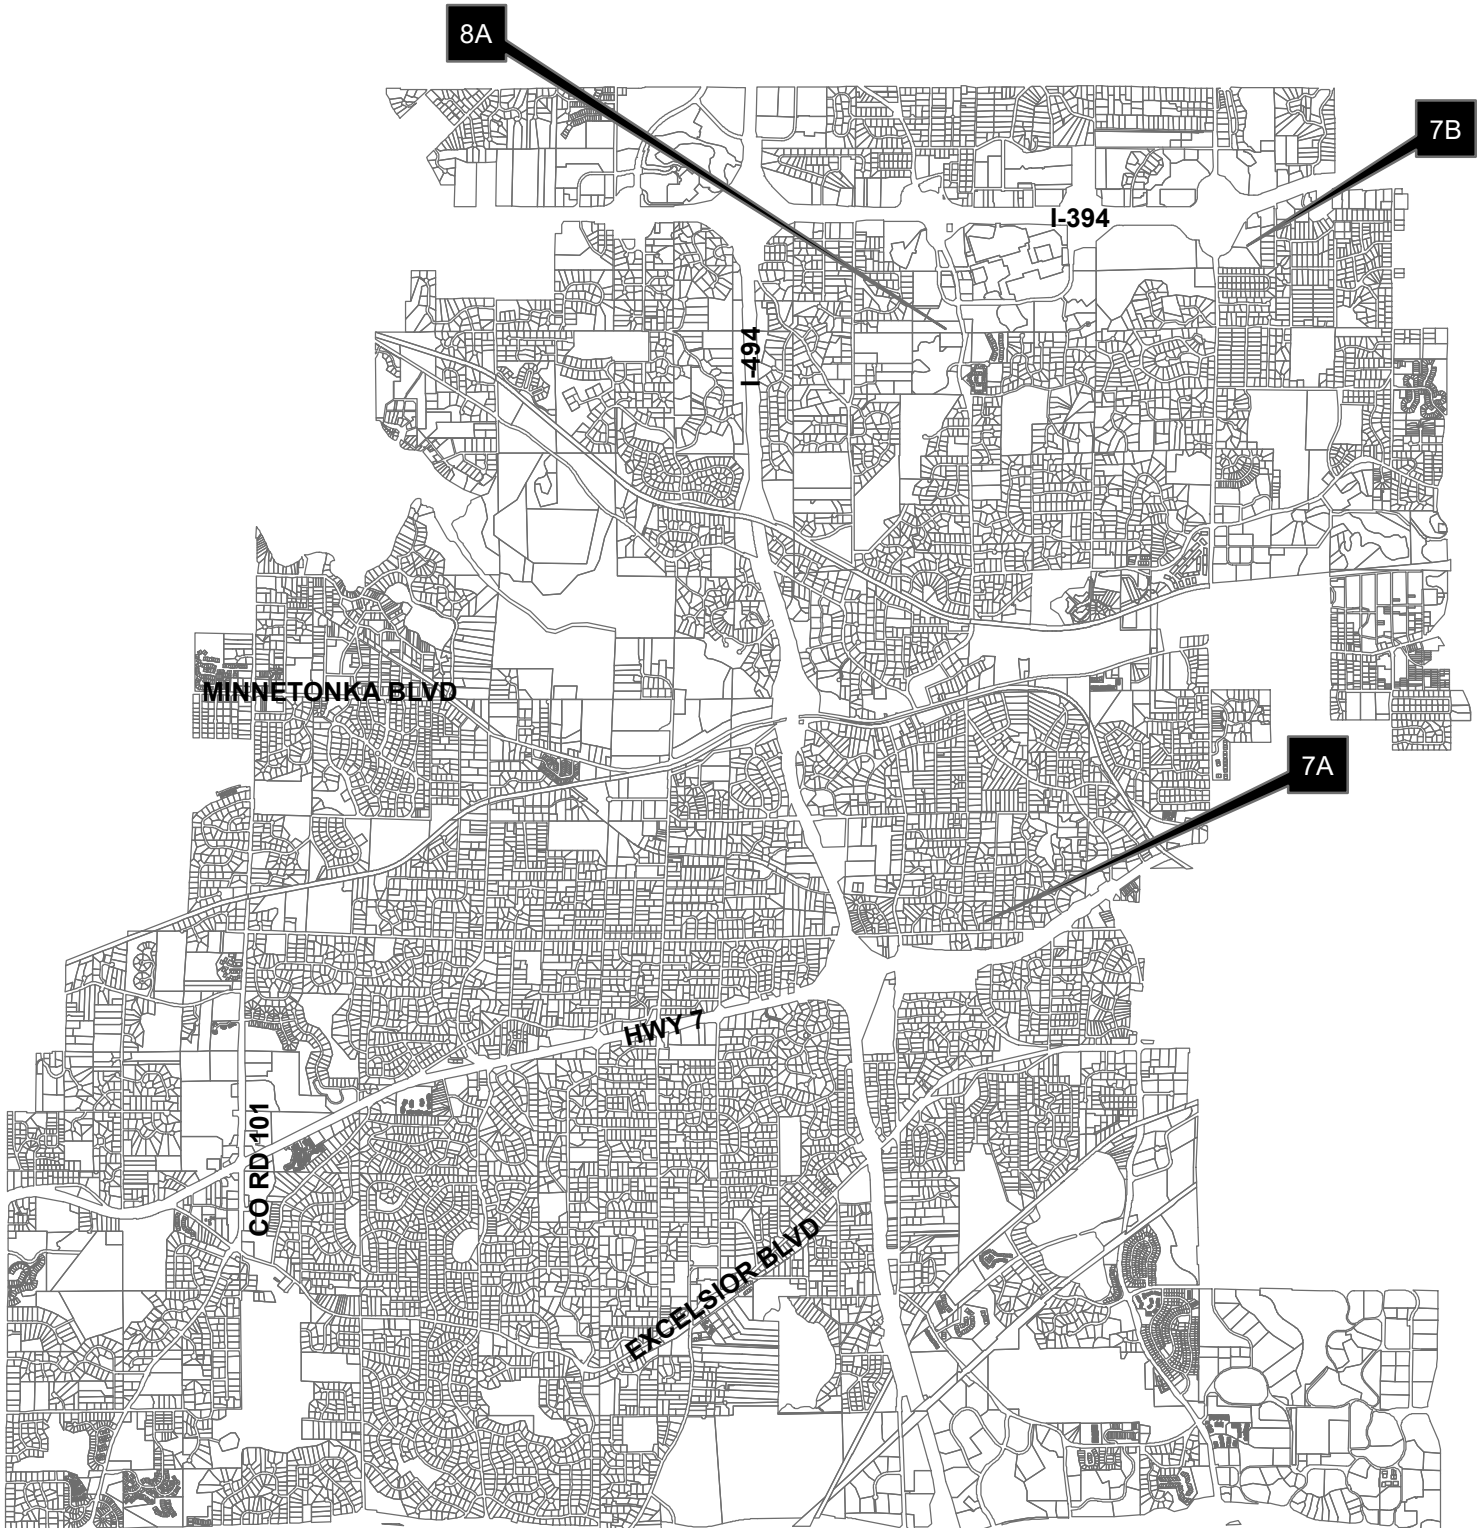 8A
7B
I-394
I-494
MINNETONKA BLVD
7A
HWY 7
CO RD 101
EXCELSIOR BLVD